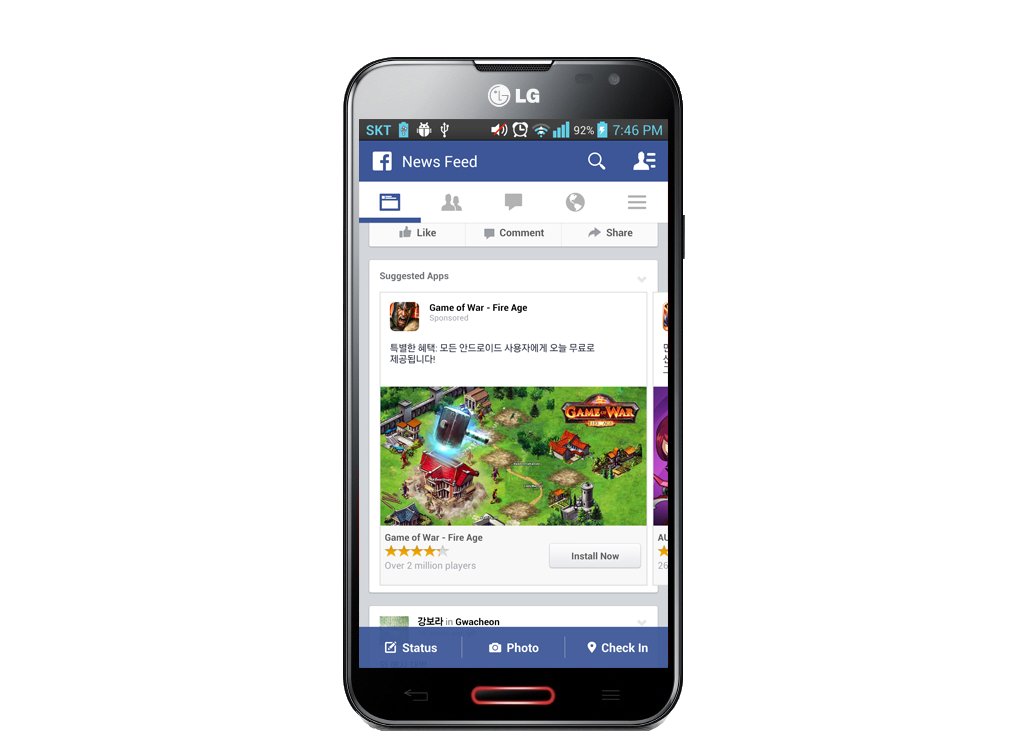 LG
SKT 92% 7:46 PM
News Feed
Like Comment Share
Suggested Apps
Game of War - Fire Age
Sponsored
특별한 혜택: 모든 안드로이드 사용자에게 오늘 무료로
제공됩니다!
GAME OF WAR
FIRE AGE
Game of War - Fire Age
AU
Install Now
Over 2 million players
26
강보라 in Gwacheon
Status Photo Check In